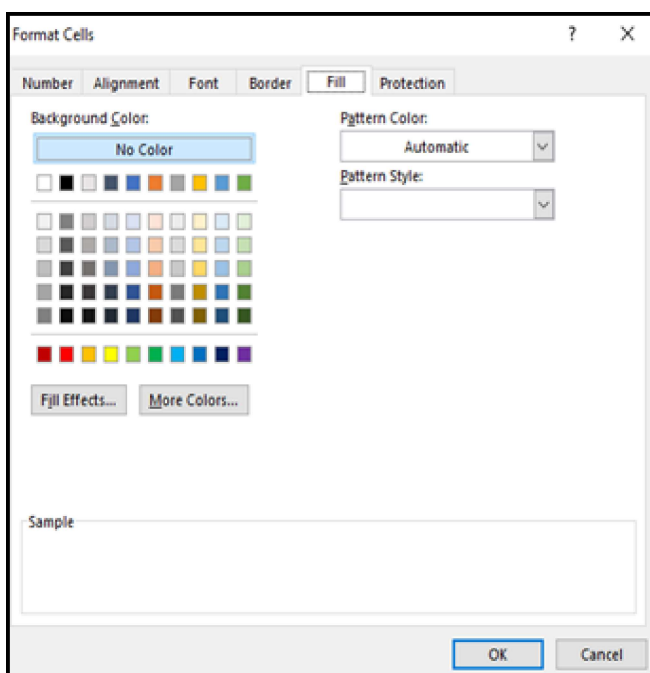 Format Cells ? X
Number Alignment Font Border Fill Protection
Background Color: Pattern Color:
No Color Automatic
Pattern Style:
Fill Effects... More Colors...
Sample
OK Cancel